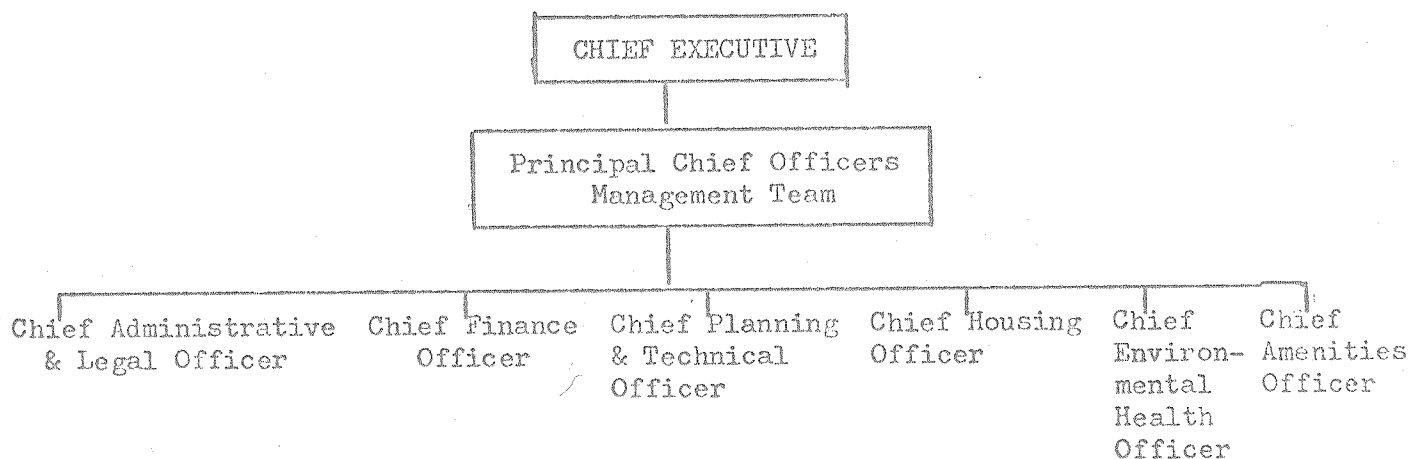 CHIEF EXECUTIVE
Principal Chief Officers
Management Team
Chief Administrative
& Legal Officer
Chief Finance
Officer
Chief Planning
& Technical
Officer
Chief Housing
Officer
Chief
Environ-
mental
Health
Officer
Chief
Amenities
Officer